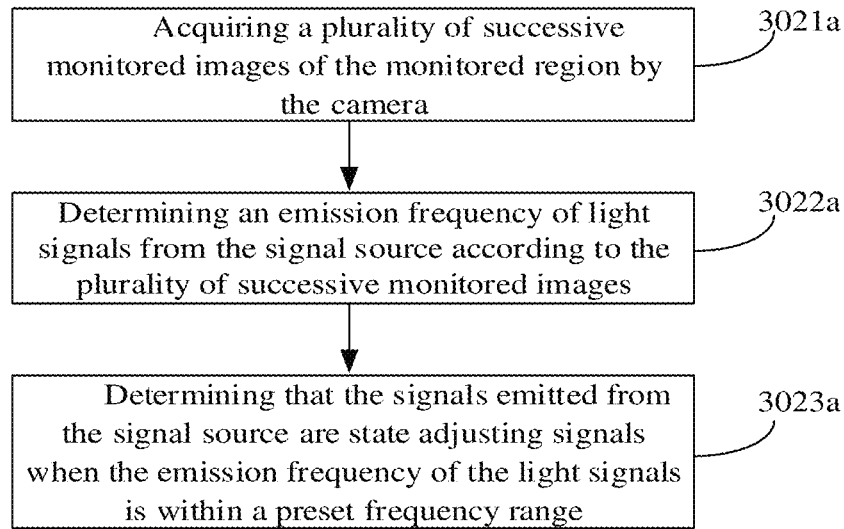 Acquiring a plurality of successive
monitored images of the monitored region by
the camera
3021a
Determining an emission frequency of light
signals from the signal source according to the
plurality of successive monitored images
3022a
Determining that the signals emitted from
the signal source are state adjusting signals
when the emission frequency of the light signals
is within a preset frequency range
3023a